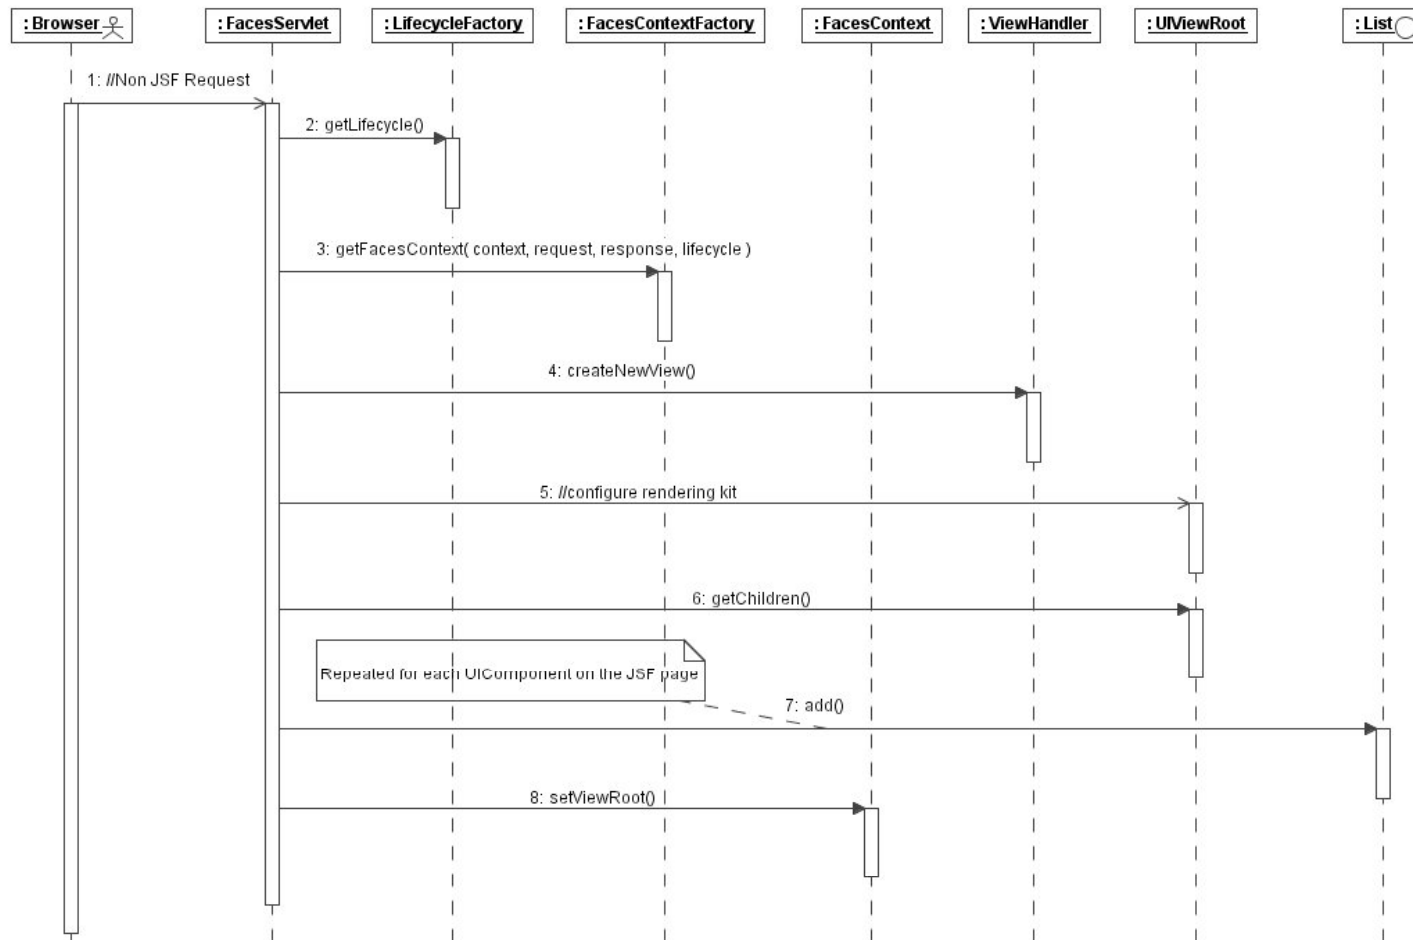 : Browser
: FacesServlet
: LifecycleFactory
: FacesContextFactory
: FacesContext
: ViewHandler
: UIViewRoot
: List
1: //Non JSF Request
2: getLifecycle()
3: getFacesContext( context, request, response, lifecycle )
4: createNewView()
5: //configure rendering kit
6: getChildren()
Repeated for each UIComponent on the JSF page
7: add()
8: setViewRoot()